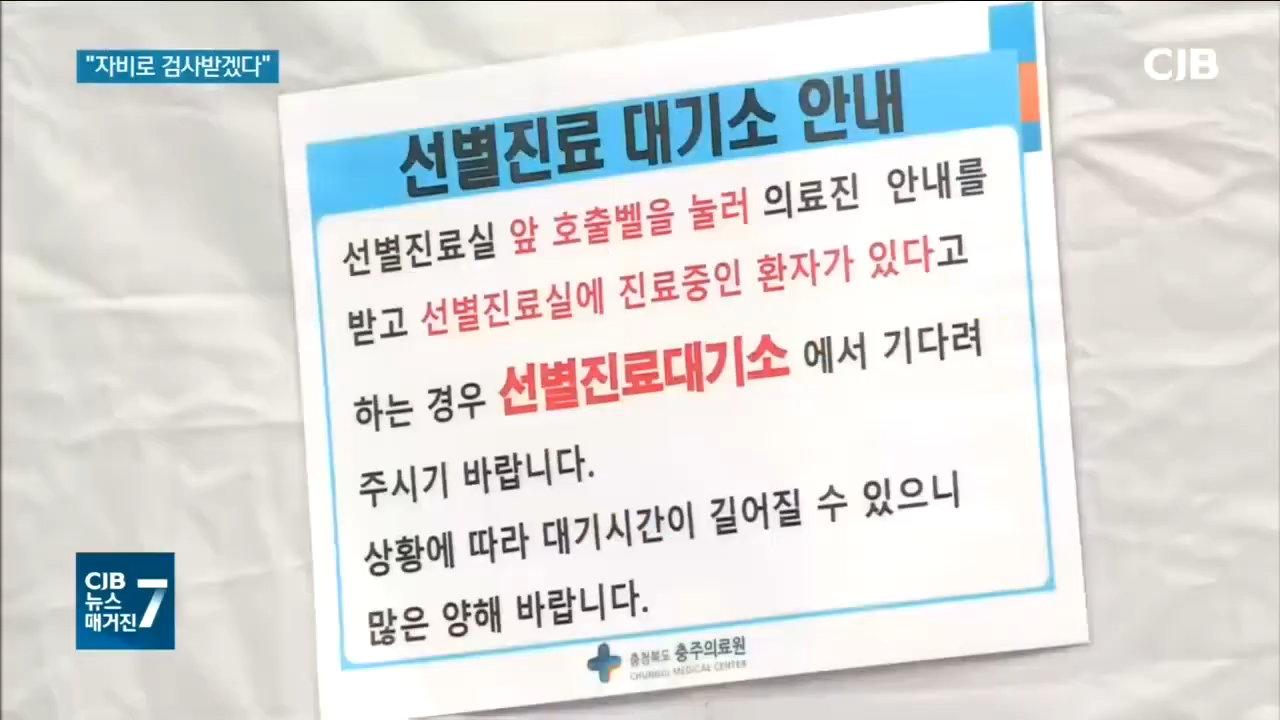 "자비로 검사받겠다"
CJB
선별진료 대기소 안내
선별진료실 앞 호출벨을 눌러 의료진 안내를
받고 선별진료실에 진료중인 환자가 있다고
하는 경우 선별진료대기소 에서 기다려
주시기 바랍니다.
상황에 따라 대기시간이 길어질 수 있으니
많은 양해 바랍니다.
충청북도 충주의료원
CHUNGJU MEDICAL CENTER
CJB
뉴스
매거진 7